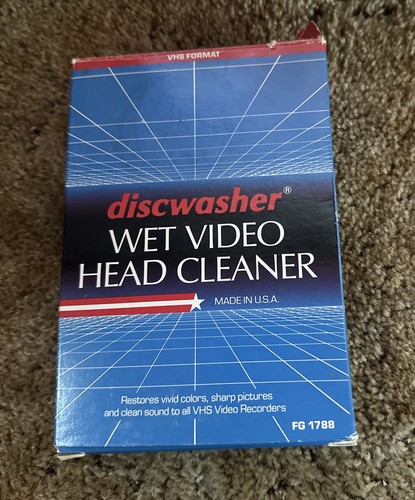 VHS FORMAT
discwasher®
WET VIDEO
HEAD CLEANER
MADE IN U.S.A.
Restores vivid colors, sharp pictures
and clean sound to all VHS Video Recorders
FG 1788